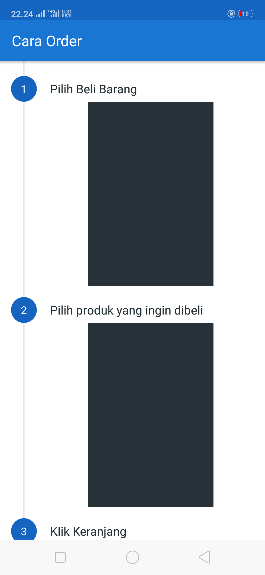 22.24
Cara Order
1 Pilih Beli Barang
2 Pilih produk yang ingin dibeli
3 Klik Keranjang